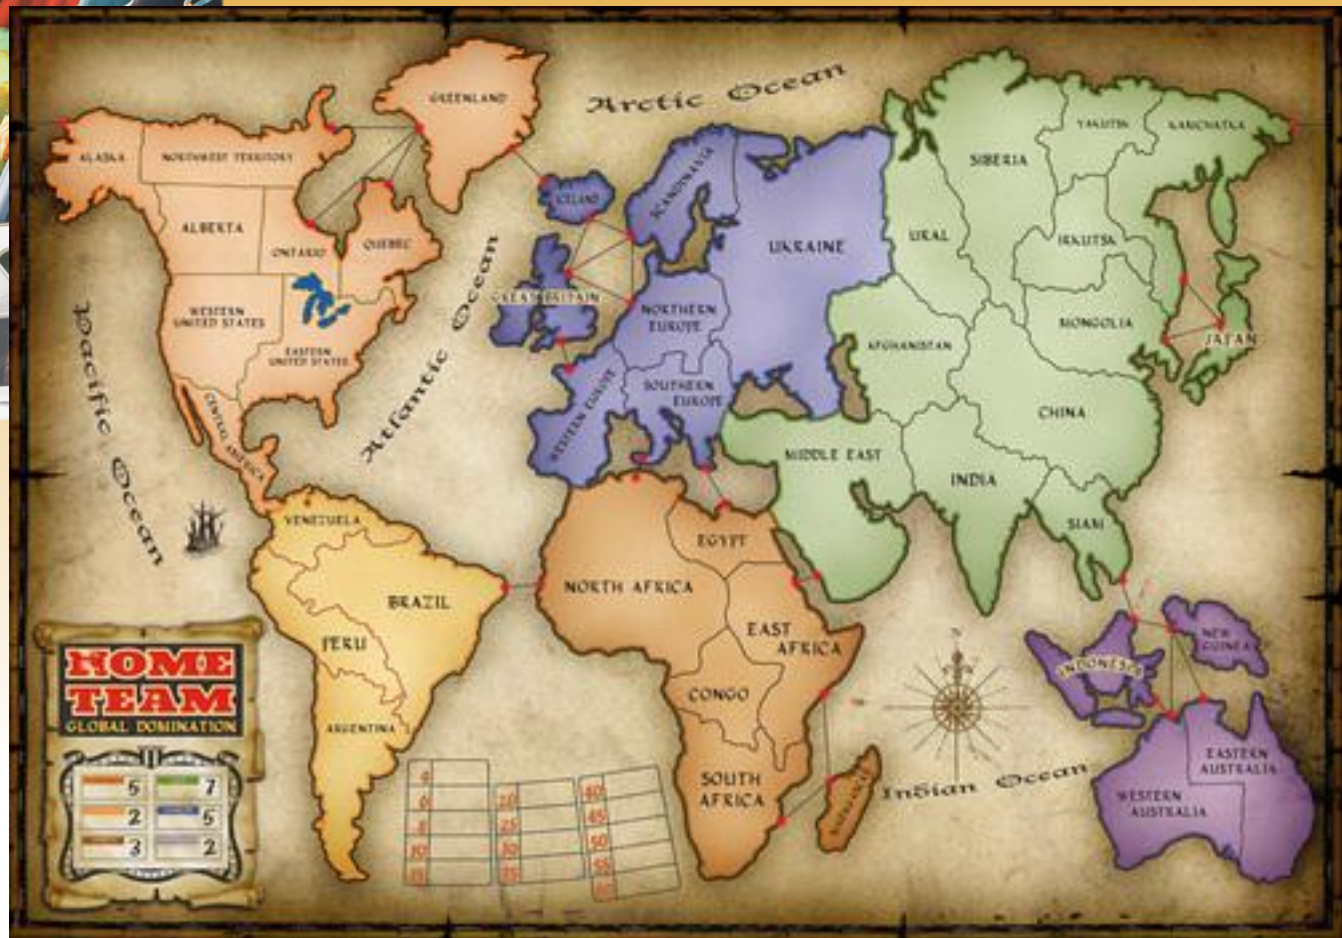 Arctic Ocean
GREENLAND
ALASKA
NORTHWEST TERRITORY
ICELAND
SCANDINAVIA
SIBERIA
YAKUTSK
KAMCHATKA
ALBERTA
ONTARIO
QUEBEC
UKRAINE
URAL
IRKUTSK
Atlantic Ocean
GREAT BRITAIN
NORTHERN
EUROPE
WESTERN
UNITED STATES
EASTERN
UNITED STATES
AFGHANISTAN
MONGOLIA
JAPAN
Pacific Ocean
CENTRAL AMERICA
WESTERN EUROPE
SOUTHERN
EUROPE
CHINA
MIDDLE EAST
INDIA
SIAM
VENEZUELA
BRAZIL
PERU
ARGENTINA
NORTH AFRICA
EGYPT
EAST
AFRICA
CONGO
SOUTH
AFRICA
N
INDONESIA
NEW
GUINEA
EASTERN
AUSTRALIA
WESTERN
AUSTRALIA
Indian Ocean
HOME
TEAM
GLOBAL DOMINATION
5 7
2 5
3 2
4
6
8
10
15
20
25
30
35
40
45
50
55
60